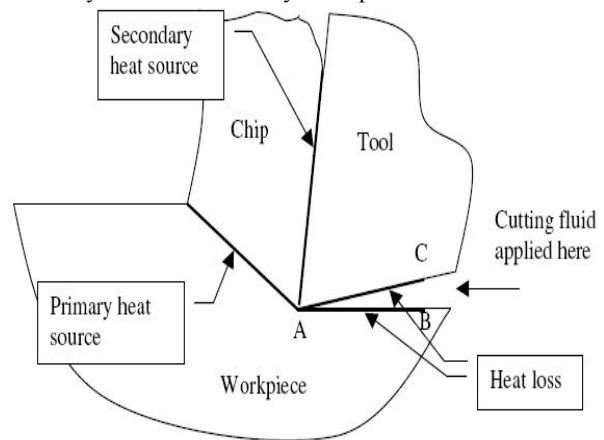 Secondary
heat source
Chip
Tool
Cutting fluid
applied here
C
Primary heat
source
A
B
Heat loss
Workpiece